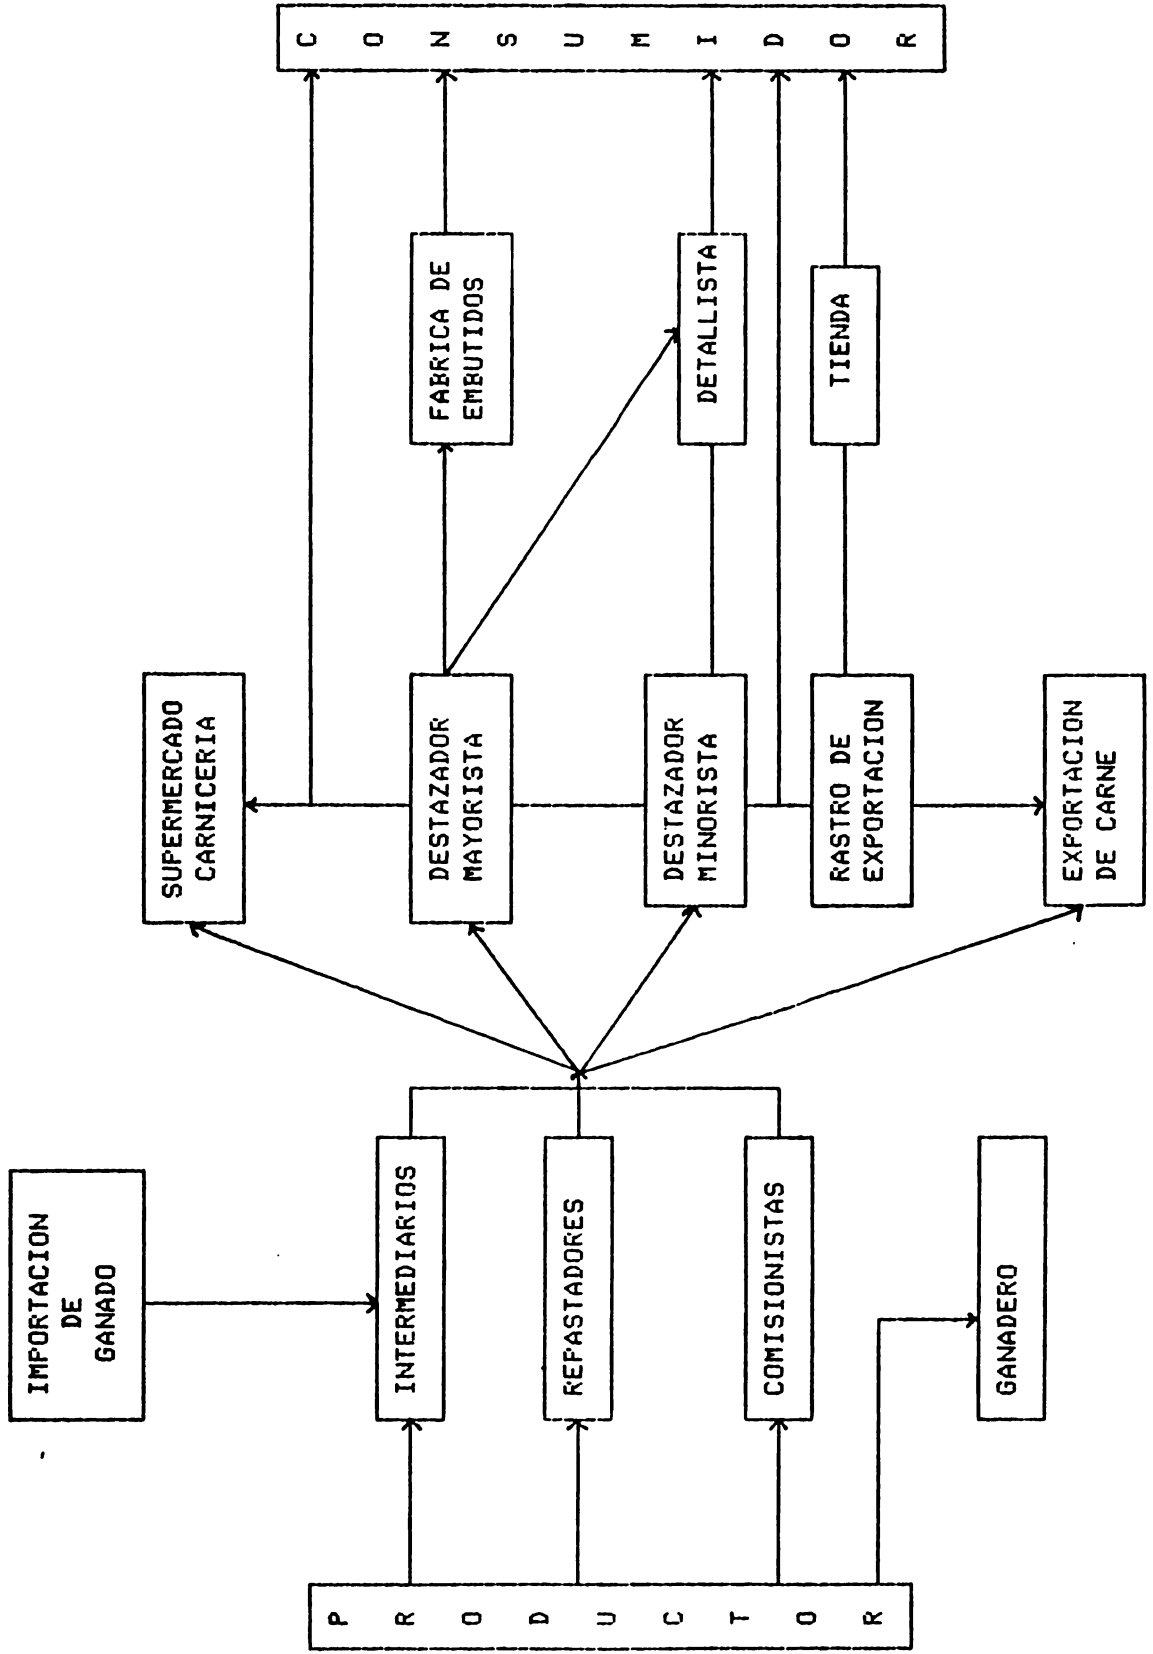 IMPORTACION
DE
GANADO
PRODUCTOR
INTERMEDIARIOS
REPASTADORES
COMISIONISTAS
GANADERO
SUPERMERCADO
CARNICERIA
DESTAZADOR
MAYORISTA
DESTAZADOR
MINORISTA
RASTRO DE
EXPORTACION
EXPORTACION
DE CARNE
FABRICA DE
EMBUTIDOS
DETALLISTA
TIENDA
CONSUMIDOR